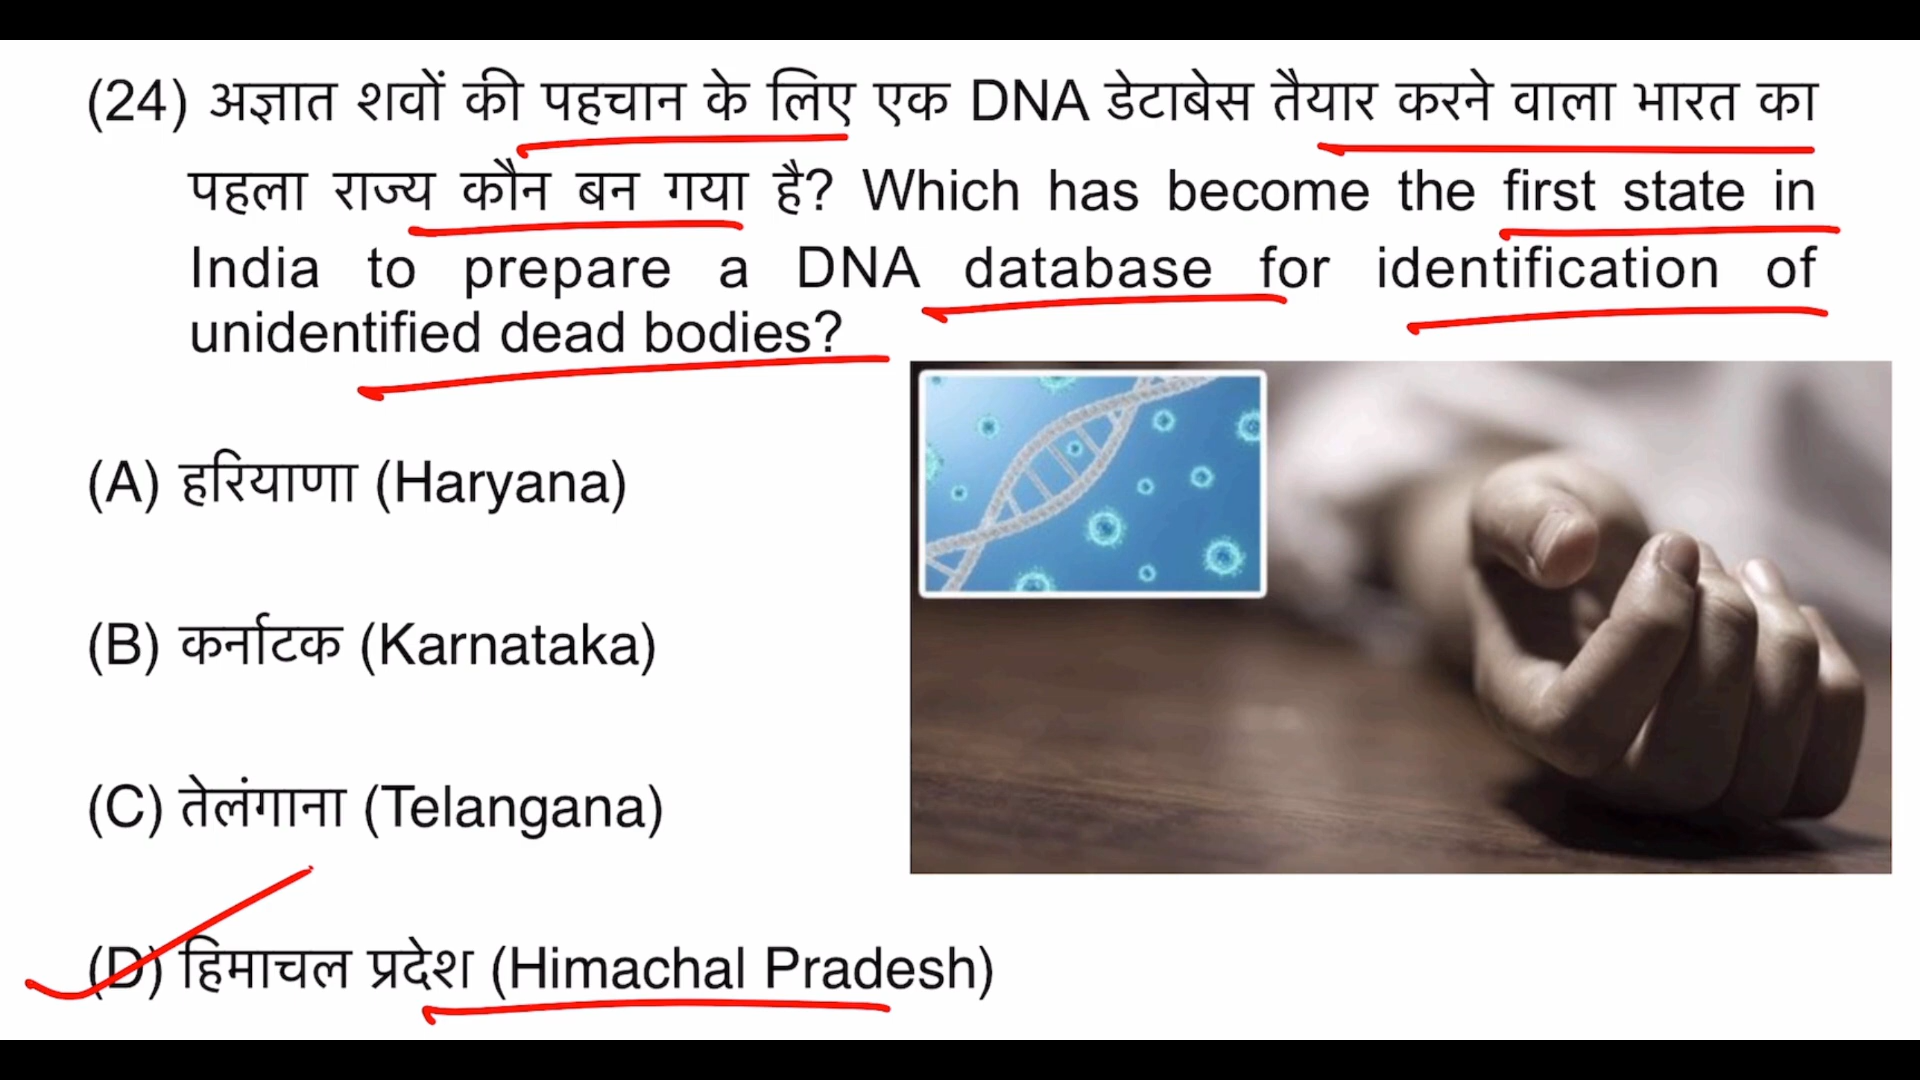 (24) अज्ञात शवों की पहचान के लिए एक DNA डेटाबेस तैयार करने वाला भारत का
पहला राज्य कौन बन गया है? Which has become the first state in
India to prepare a DNA database for identification of
unidentified dead bodies?
(A) हरियाणा (Haryana)
(B) कर्नाटक (Karnataka)
(C) तेलंगाना (Telangana)
(D) हिमाचल प्रदेश (Himachal Pradesh)